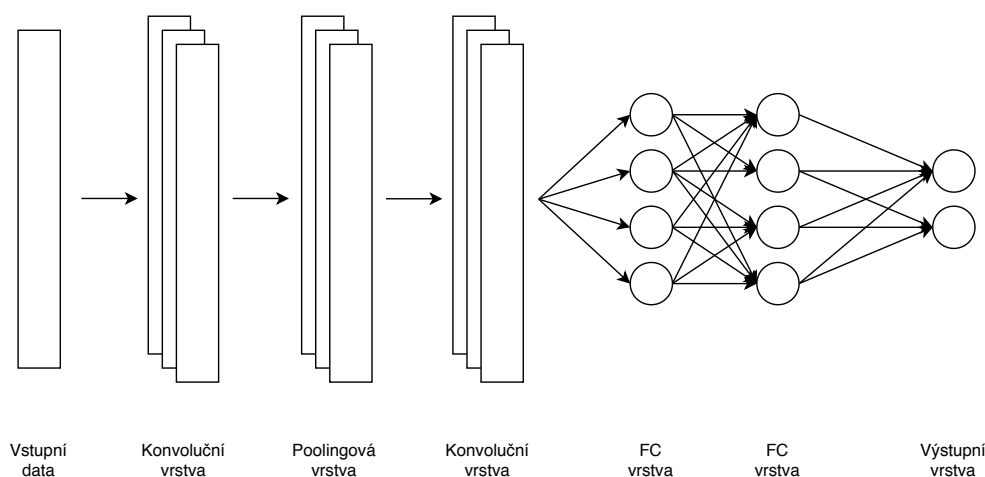 Vstupní
data
Konvoluční
vrstva
Poolingová
vrstva
Konvoluční
vrstva
FC
vrstva
FC
vrstva
Výstupní
vrstva